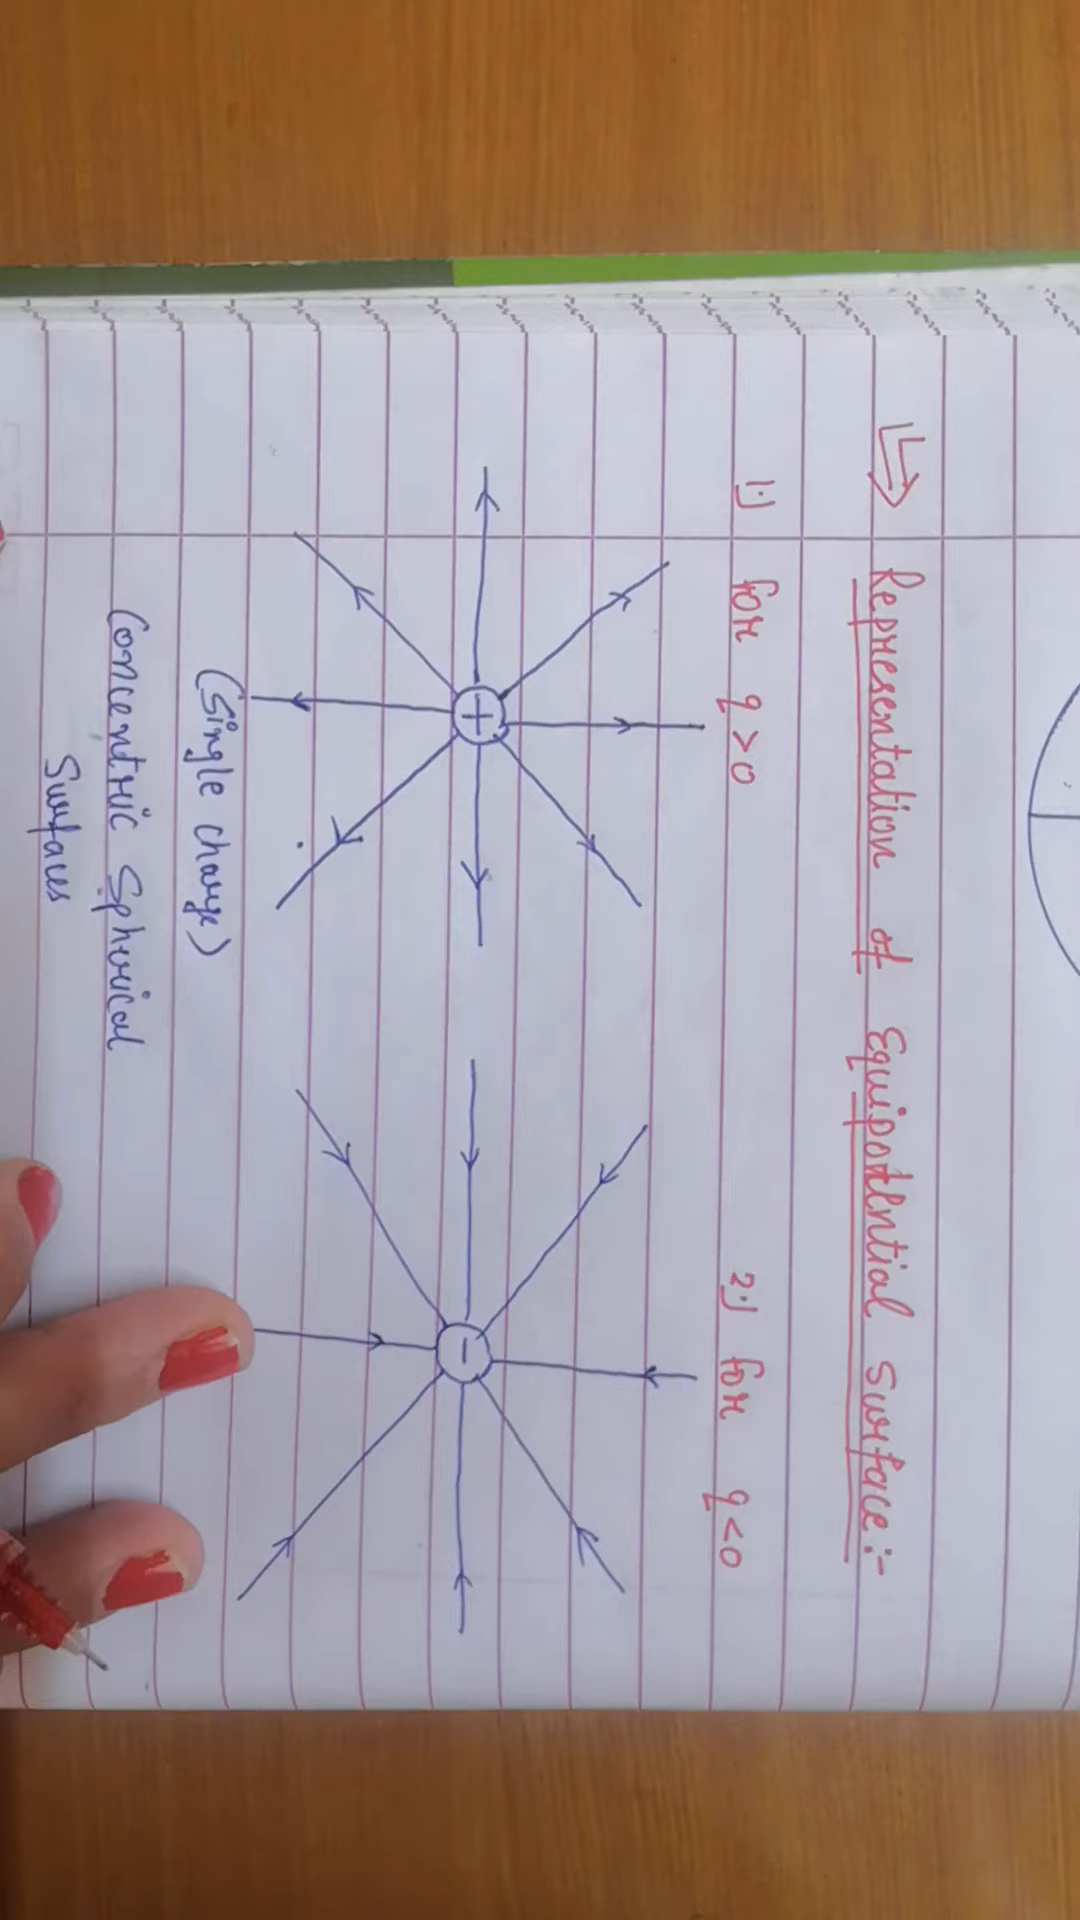 Representation of Equipotential Surface:-
1.) for q>0
2.) for q<0
+
-
(Single charge)
Concentric Spherical
Surfaces